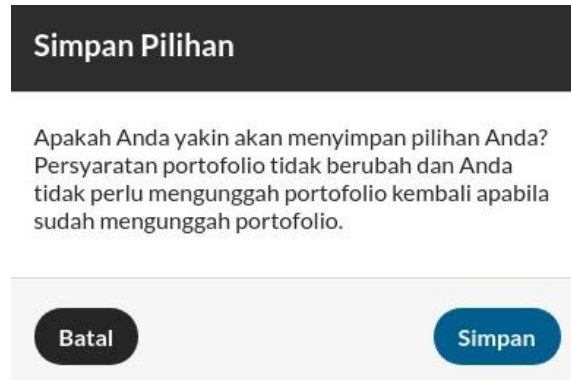 Simpan Pilihan
Apakah Anda yakin akan menyimpan pilihan Anda?
Persyaratan portofolio tidak berubah dan Anda
tidak perlu mengunggah portofolio kembali apabila
sudah mengunggah portofolio.
Batal
Simpan